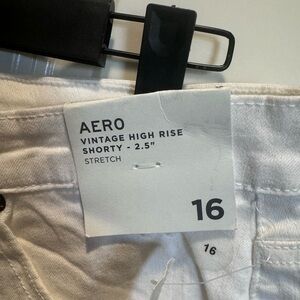 AERO
VINTAGE HIGH RISE
SHORTY - 2.5"
STRETCH
16
16